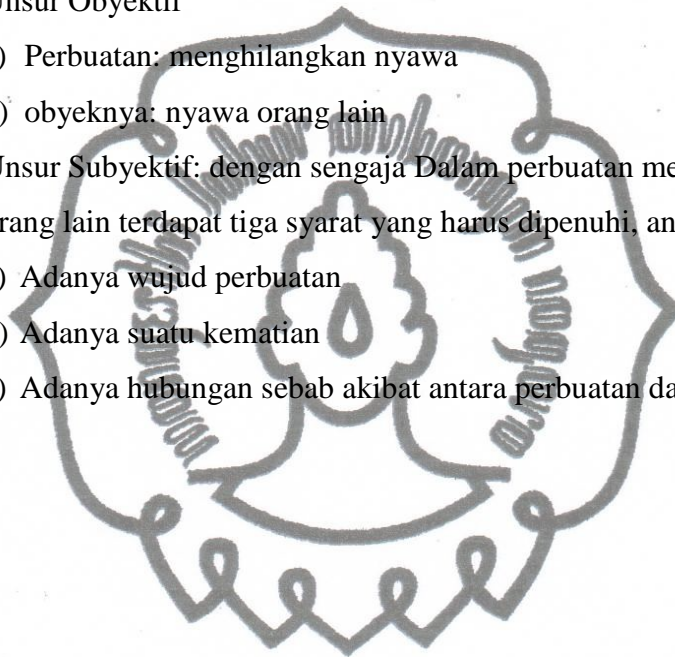 Unsur Obyektif
) Perbuatan: menghilangkan nyawa
) obyeknya: nyawa orang lain
Unsur Subyektif: dengan sengaja Dalam perbuatan me
rang lain terdapat tiga syarat yang harus dipenuhi, an
) Adanya wujud perbuatan
) Adanya suatu kematian
) Adanya hubungan sebab akibat antara perbuatan da